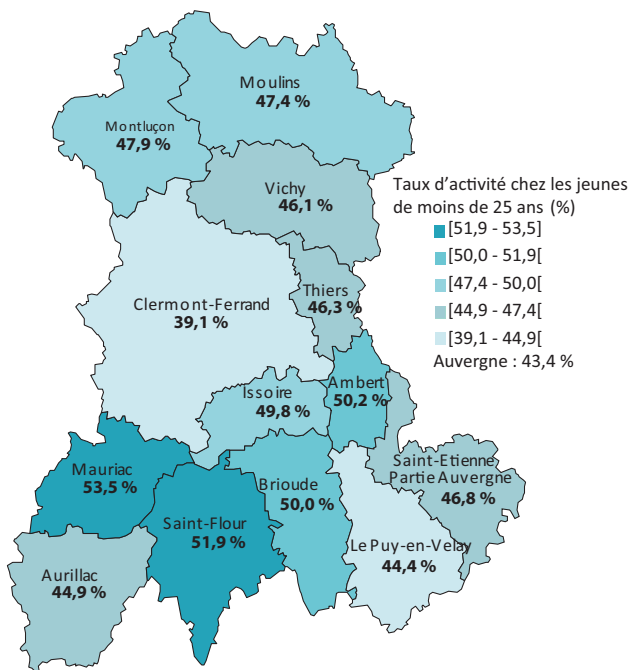 Moulins
47,4 %
Montluçon
47,9 %
Vichy
46,1 %
Taux d’activité chez les jeunes
de moins de 25 ans (%)
[51,9 - 53,5]
[50,0 - 51,9[
[47,4 - 50,0[
[44,9 - 47,4[
[39,1 - 44,9[
Auvergne : 43,4 %
Thiers
46,3 %
Clermont-Ferrand
39,1 %
Ambert
50,2 %
Issoire
49,8 %
Saint-Etienne
Partie Auvergne
46,8 %
Mauriac
53,5 %
Brioude
50,0 %
Saint-Flour
51,9 %
Le Puy-en-Velay
44,4 %
Aurillac
44,9 %